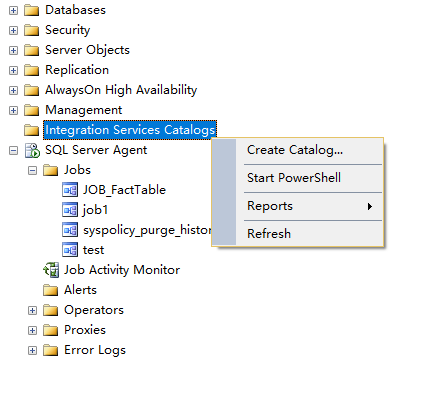 Databases
Security
Server Objects
Replication
AlwaysOn High Availability
Management
Integration Services Catalogs
Create Catalog...
SQL Server Agent
Start PowerShell
Jobs
JOB_FactTable
Reports
job1
syspolicy_purge_histor
Refresh
test
Job Activity Monitor
Alerts
Operators
Proxies
Error Logs